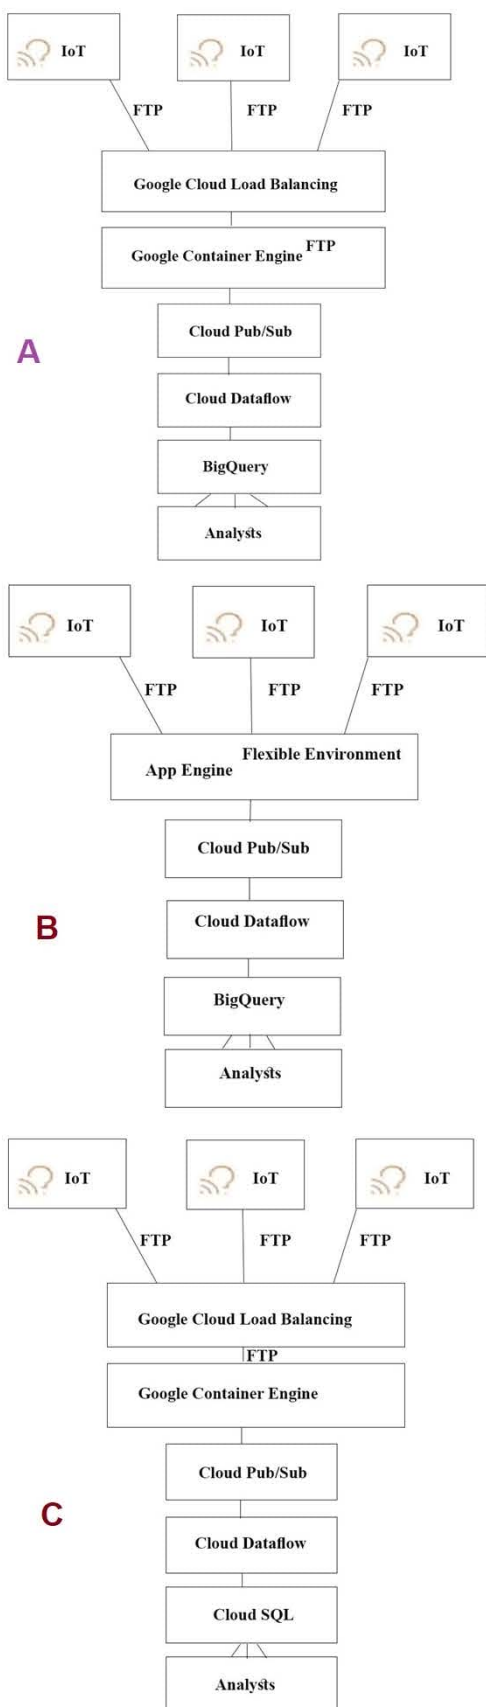 IoT IoT IoT
FTP FTP FTP
Google Cloud Load Balancing
Google Container Engine FTP
Cloud Pub/Sub
A
Cloud Dataflow
BigQuery
Analysts
IoT IoT IoT
FTP FTP FTP
App Engine Flexible Environment
Cloud Pub/Sub
B
Cloud Dataflow
BigQuery
Analysts
IoT IoT IoT
FTP FTP FTP
Google Cloud Load Balancing
FTP
Google Container Engine
Cloud Pub/Sub
C
Cloud Dataflow
Cloud SQL
Analysts